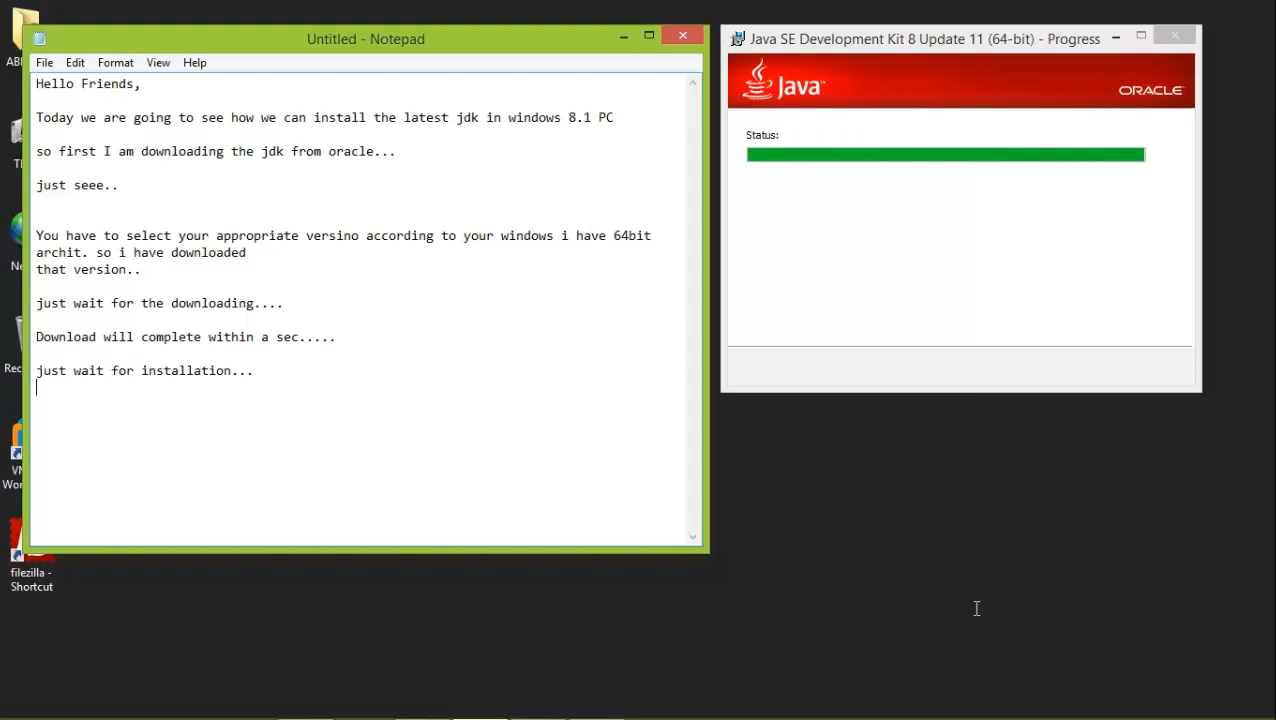 Untitled - Notepad
File Edit Format View Help
Hello Friends,
Today we are going to see how we can install the latest jdk in windows 8.1 PC
so first I am downloading the jdk from oracle...
just seee..
You have to select your appropriate versino according to your windows i have 64bit
archit. so i have downloaded
that version..
just wait for the downloading....
Download will complete within a sec.....
just wait for installation...
Java SE Development Kit 8 Update 11 (64-bit) - Progress
Java™
ORACLE
Status:
filezilla -
Shortcut